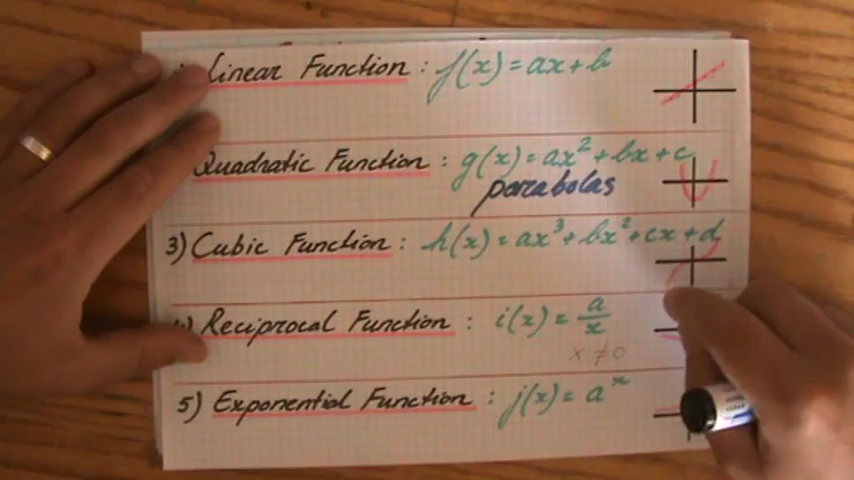 Linear Function : f(x) = ax + b
Quadratic Function : g(x) = ax² + bx + c
parabolas
3) Cubic Function : h(x) = ax³ + bx² + cx + d
Reciprocal Function : i(x) = a/x
x ≠ 0
5) Exponential Function : j(x) = aˣ